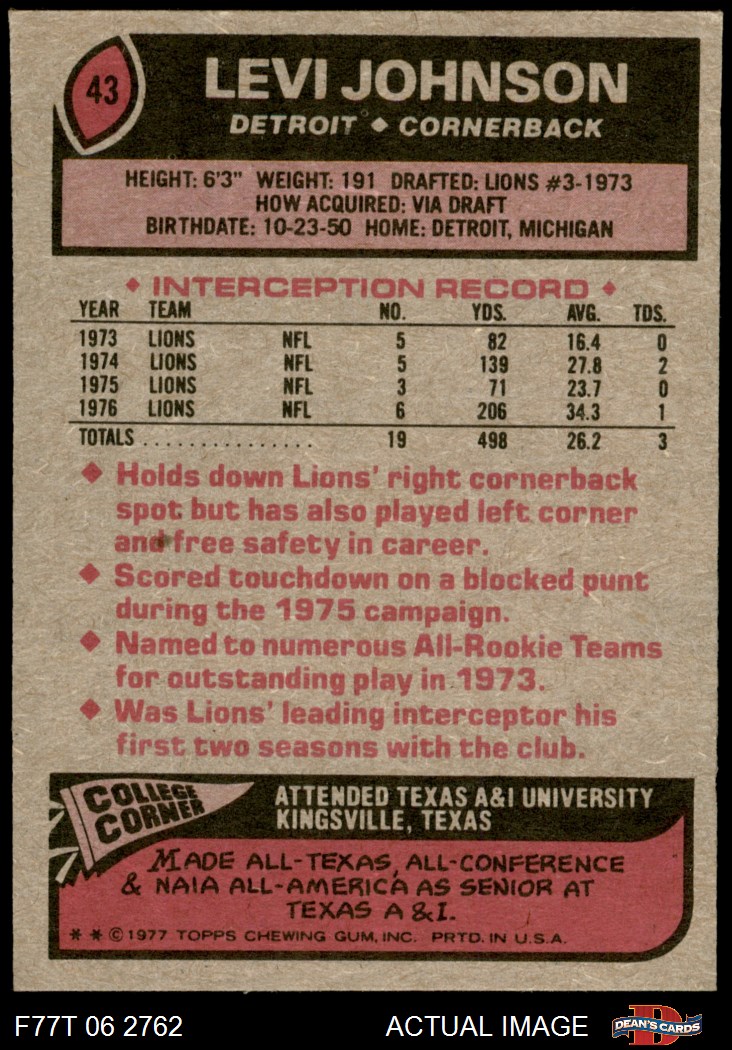 43
LEVI JOHNSON
DETROIT ◆ CORNERBACK
HEIGHT: 6'3" WEIGHT: 191 DRAFTED: LIONS #3-1973
HOW ACQUIRED: VIA DRAFT
BIRTHDATE: 10-23-50 HOME: DETROIT, MICHIGAN
◆ INTERCEPTION RECORD ◆
YEAR TEAM NO. YDS. AVG. TDS.
1973 LIONS NFL 5 82 16.4 0
1974 LIONS NFL 5 139 27.8 2
1975 LIONS NFL 3 71 23.7 0
1976 LIONS NFL 6 206 34.3 1
TOTALS ................ 19 498 26.2 3
◆ Holds down Lions' right cornerback
spot but has also played left corner
and free safety in career.
◆ Scored touchdown on a blocked punt
during the 1975 campaign.
◆ Named to numerous All-Rookie Teams
for outstanding play in 1973.
◆ Was Lions' leading interceptor his
first two seasons with the club.
COLLEGE
CORNER
ATTENDED TEXAS A&I UNIVERSITY
KINGSVILLE, TEXAS
MADE ALL-TEXAS, ALL-CONFERENCE
& NAIA ALL-AMERICA AS SENIOR AT
TEXAS A & I.
* * © 1977 TOPPS CHEWING GUM, INC. PRTD. IN U.S.A.
F77T 06 2762 ACTUAL IMAGE
D
DEAN'S CARDS